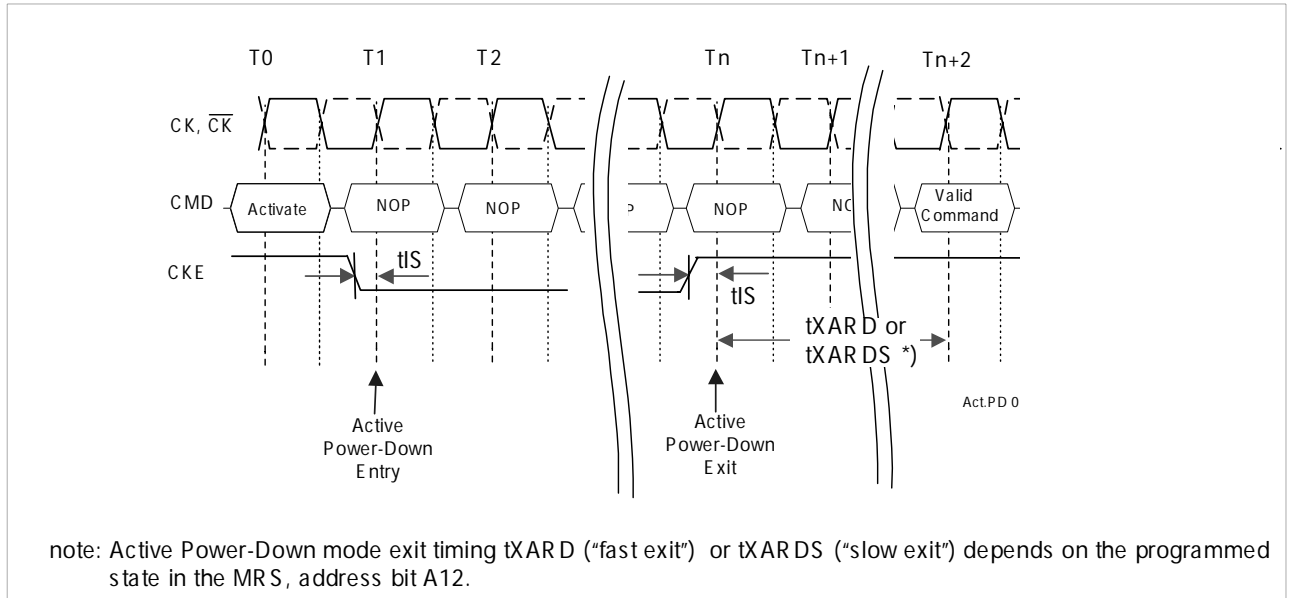 T0 T1 T2 Tn Tn+1 Tn+2
CK, CK
CMD Activate NOP NOP P NOP NC Valid
Command
CKE tIS
tIS
tXARD or
tXARDS *)
Act.PD 0
Active
Power-Down
Entry
Active
Power-Down
Exit
note: Active Power-Down mode exit timing tXARD ("fast exit") or tXARDS ("slow exit") depends on the programmed
state in the MRS, address bit A12.